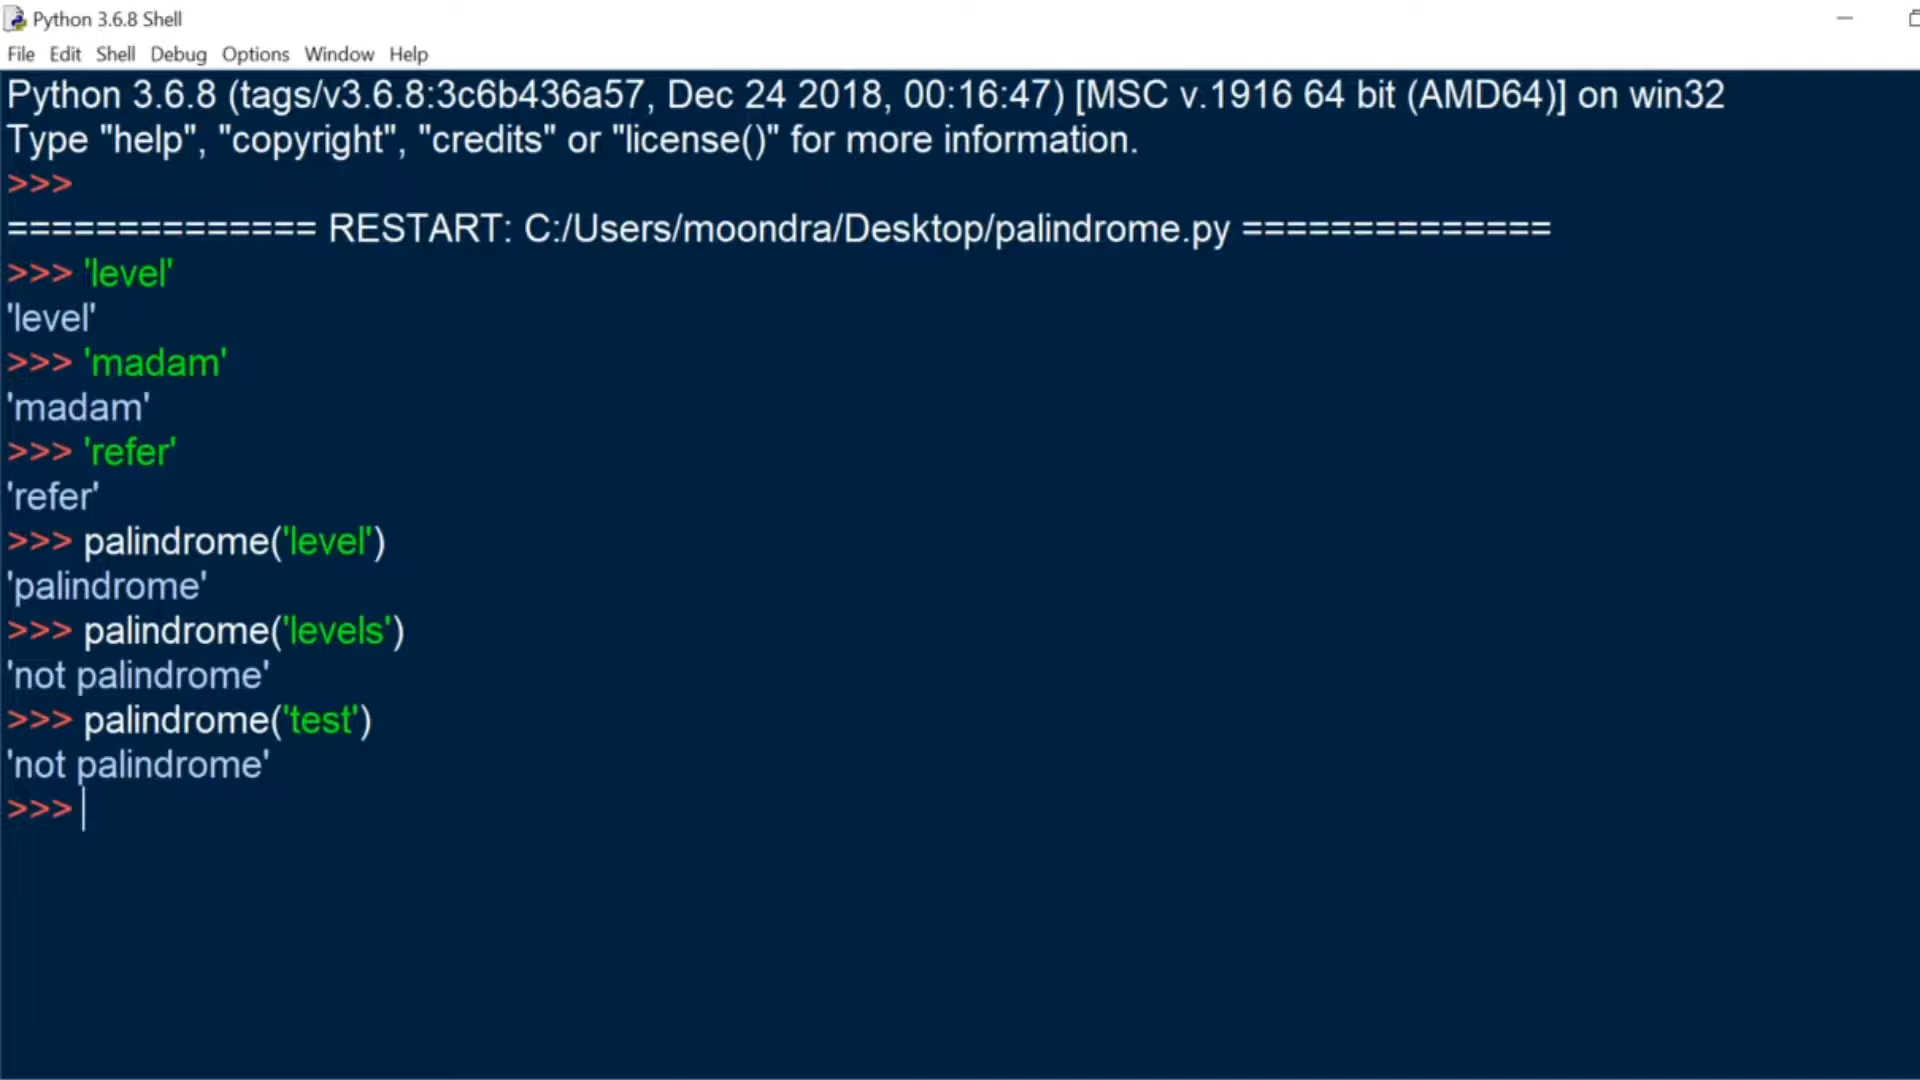 Python 3.6.8 Shell
File Edit Shell Debug Options Window Help
Python 3.6.8 (tags/v3.6.8:3c6b436a57, Dec 24 2018, 00:16:47) [MSC v.1916 64 bit (AMD64)] on win32
Type "help", "copyright", "credits" or "license()" for more information.
>>>
============== RESTART: C:/Users/moondra/Desktop/palindrome.py ==============
>>> 'level'
'level'
>>> 'madam'
'madam'
>>> 'refer'
'refer'
>>> palindrome('level')
'palindrome'
>>> palindrome('levels')
'not palindrome'
>>> palindrome('test')
'not palindrome'
>>>